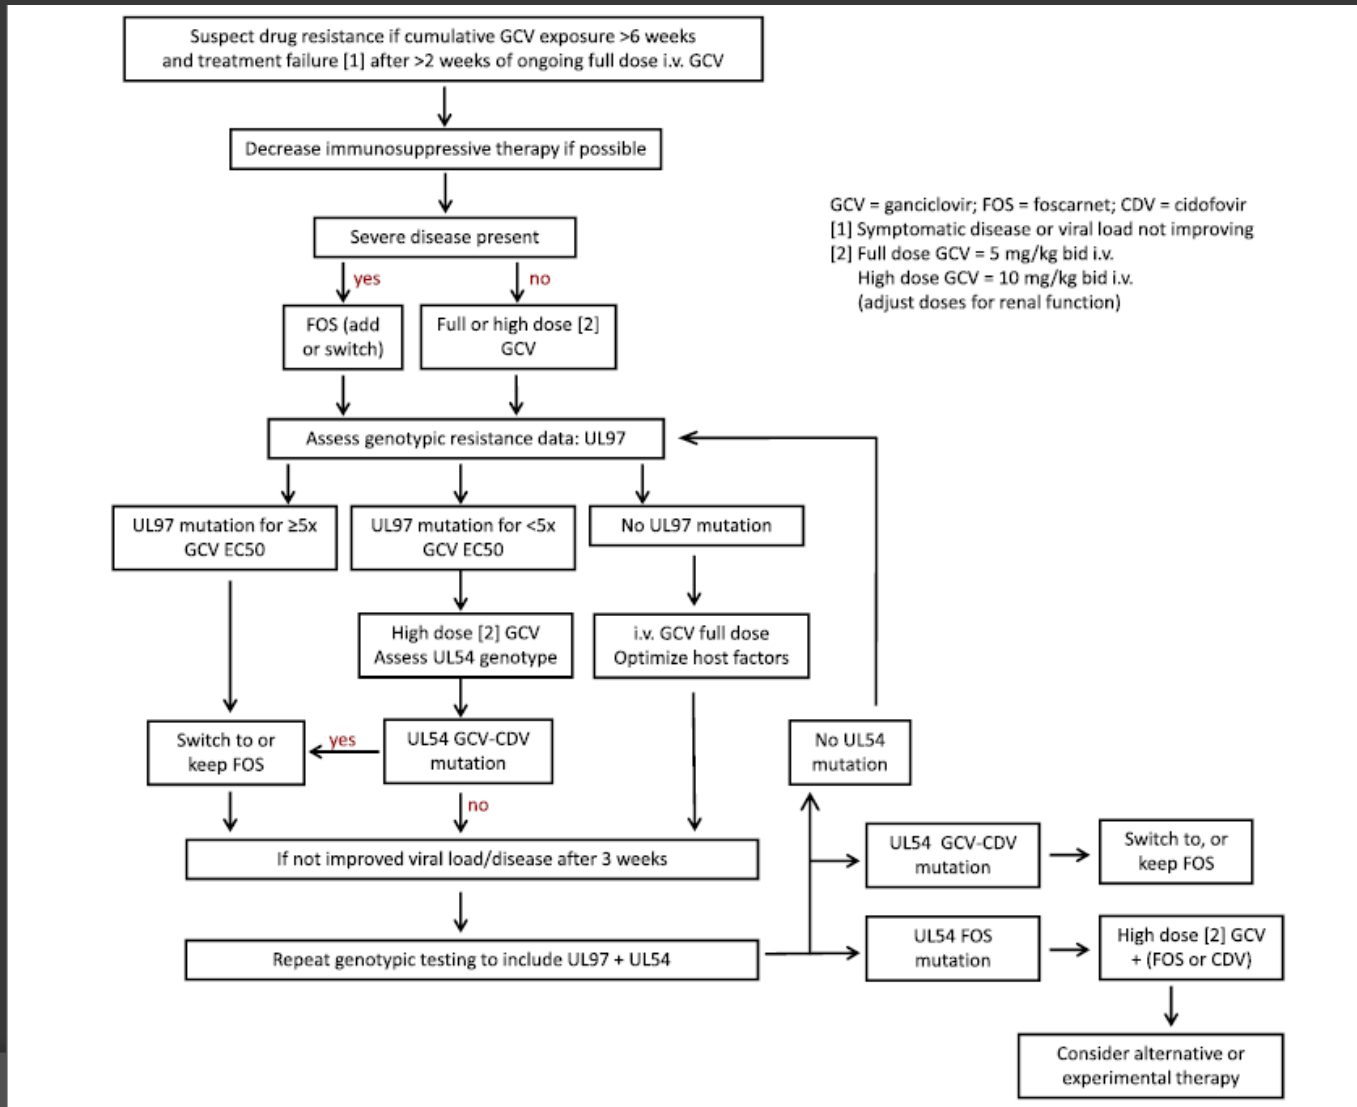 Suspect drug resistance if cumulative GCV exposure >6 weeks
and treatment failure [1] after >2 weeks of ongoing full dose i.v. GCV
Decrease immunosuppressive therapy if possible
GCV = ganciclovir; FOS = foscarnet; CDV = cidofovir
[1] Symptomatic disease or viral load not improving
[2] Full dose GCV = 5 mg/kg bid i.v.
High dose GCV = 10 mg/kg bid i.v.
(adjust doses for renal function)
Severe disease present
yes
no
FOS (add
or switch)
Full or high dose [2]
GCV
Assess genotypic resistance data: UL97
UL97 mutation for ≥5x
GCV EC50
UL97 mutation for <5x
GCV EC50
No UL97 mutation
High dose [2] GCV
Assess UL54 genotype
i.v. GCV full dose
Optimize host factors
Switch to or
keep FOS
yes
UL54 GCV-CDV
mutation
no
No UL54
mutation
If not improved viral load/disease after 3 weeks
UL54 GCV-CDV
mutation
Switch to, or
keep FOS
Repeat genotypic testing to include UL97 + UL54
UL54 FOS
mutation
High dose [2] GCV
+ (FOS or CDV)
Consider alternative or
experimental therapy